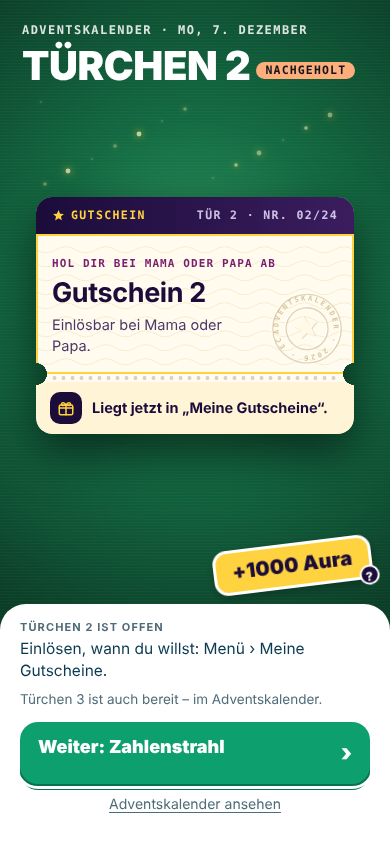 ADVENTSKALENDER · MO, 7. DEZEMBER
TÜRCHEN 2 NACHGEHOLT
GUTSCHEIN TÜR 2 · NR. 02/24
HOL DIR BEI MAMA ODER PAPA AB
Gutschein 2
Einlösbar bei Mama oder
Papa.
ADVENTSKALENDER · 2026 ·
Liegt jetzt in „Meine Gutscheine“.
+1000 Aura
?
TÜRCHEN 2 IST OFFEN
Einlösen, wann du willst: Menü › Meine
Gutscheine.
Türchen 3 ist auch bereit – im Adventskalender.
Weiter: Zahlenstrahl ›
Adventskalender ansehen